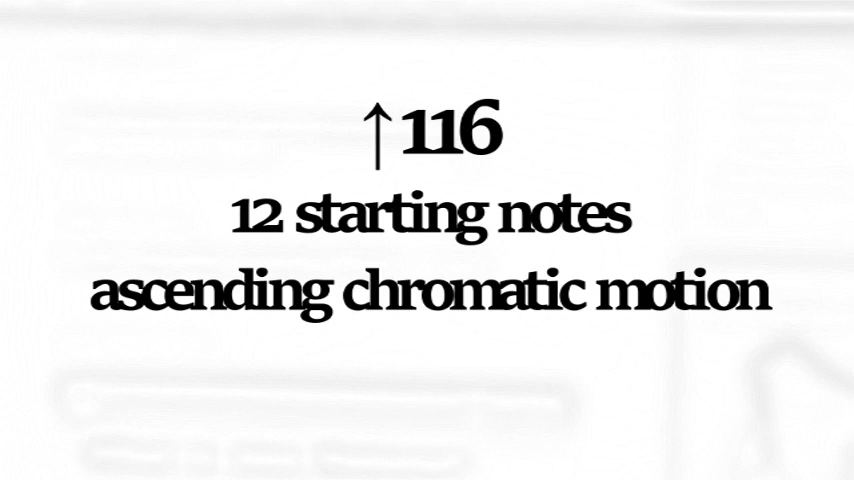 ↑116
12 starting notes
ascending chromatic motion